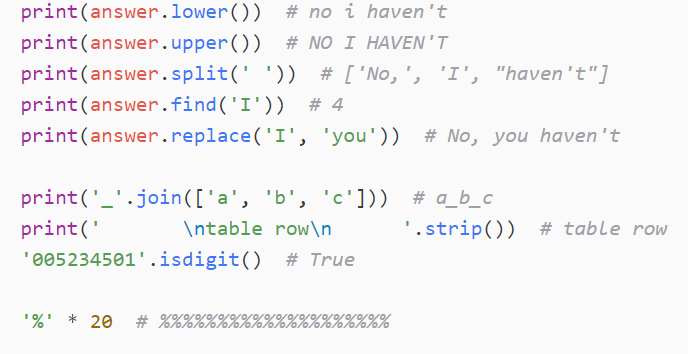 print(answer.lower())  # no i haven't
print(answer.upper())  # NO I HAVEN'T
print(answer.split(' '))  # ['No,', 'I', "haven't"]
print(answer.find('I'))  # 4
print(answer.replace('I', 'you'))  # No, you haven't
print('_'.join(['a', 'b', 'c']))  # a_b_c
print('       \ntable row\n      '.strip())  # table row
'005234501'.isdigit()  # True
'%' * 20  # %%%%%%%%%%%%%%%%%%%%